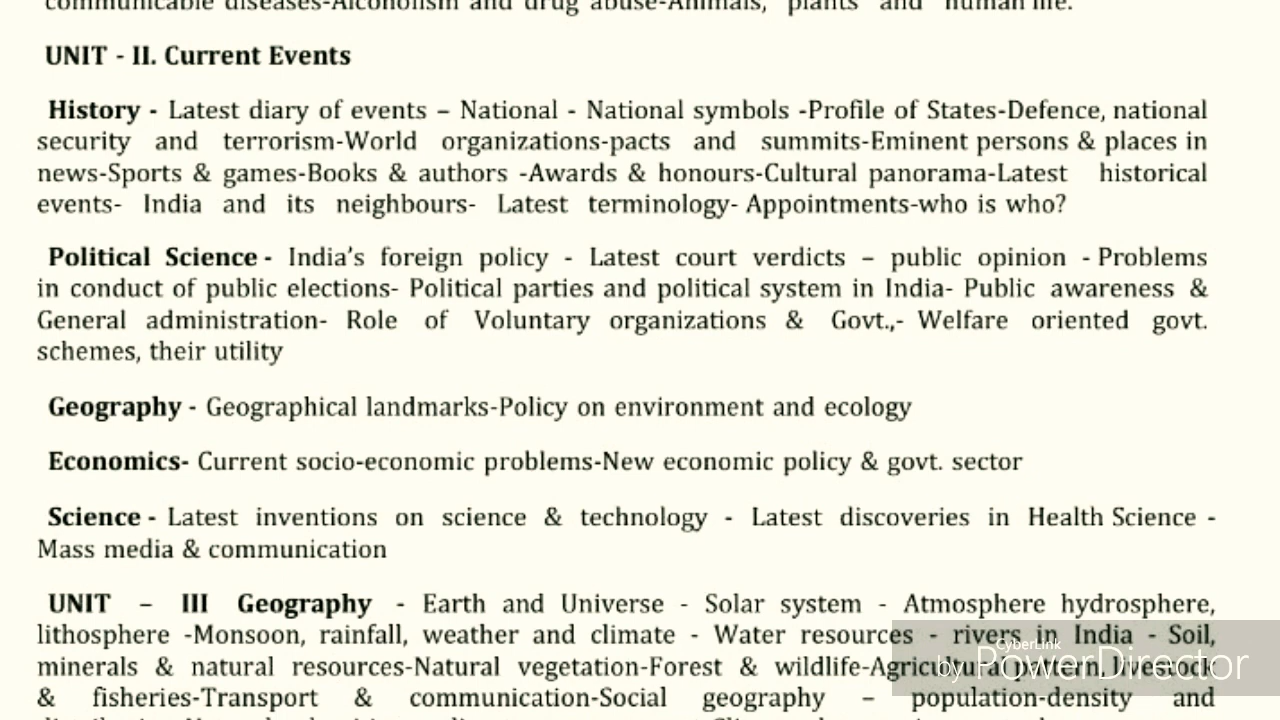 communicable diseases-Alcoholism and drug abuse-Animals, plants and human life.
UNIT - II. Current Events
History - Latest diary of events – National - National symbols -Profile of States-Defence, national
security and terrorism-World organizations-pacts and summits-Eminent persons & places in
news-Sports & games-Books & authors -Awards & honours-Cultural panorama-Latest historical
events- India and its neighbours- Latest terminology- Appointments-who is who?
Political Science - India's foreign policy - Latest court verdicts – public opinion - Problems
in conduct of public elections- Political parties and political system in India- Public awareness &
General administration- Role of Voluntary organizations & Govt.,- Welfare oriented govt.
schemes, their utility
Geography - Geographical landmarks-Policy on environment and ecology
Economics- Current socio-economic problems-New economic policy & govt. sector
Science - Latest inventions on science & technology - Latest discoveries in Health Science -
Mass media & communication
UNIT – III Geography - Earth and Universe - Solar system - Atmosphere hydrosphere,
lithosphere -Monsoon, rainfall, weather and climate - Water resources - rivers in India - Soil,
minerals & natural resources-Natural vegetation-Forest & wildlife-Agricultural pattern, livestock
& fisheries-Transport & communication-Social geography – population-density and
CyberLink
by PowerDirector